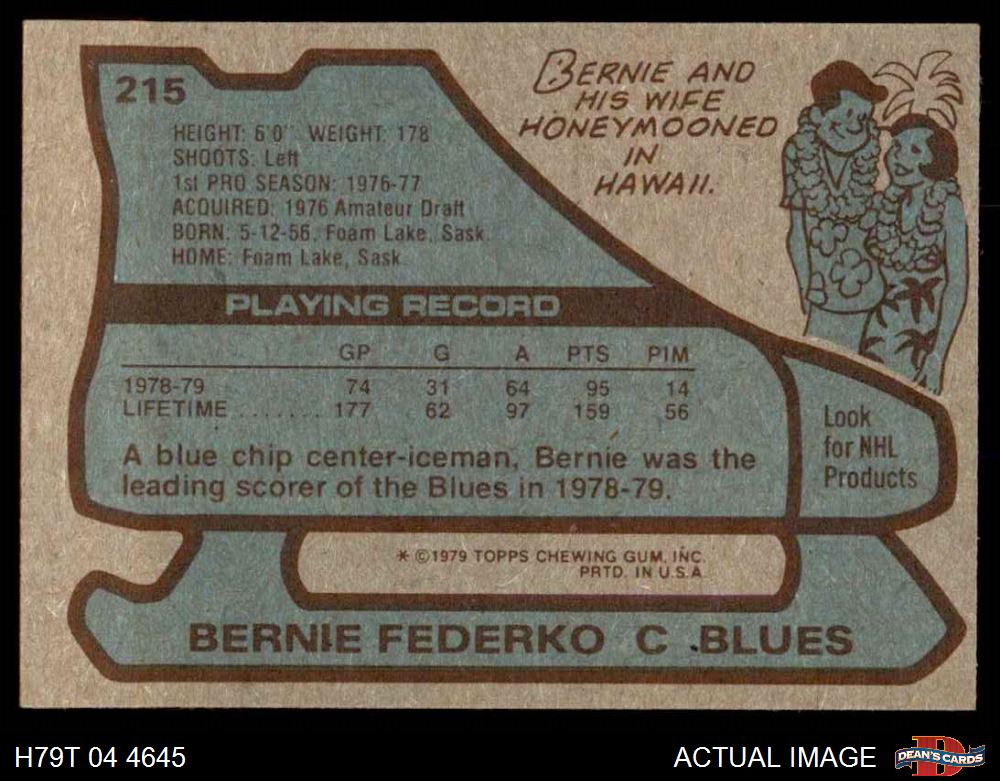 215
BERNIE AND
HIS WIFE
HONEYMOONED
IN
HAWAII.
HEIGHT: 6'0" WEIGHT: 178
SHOOTS: Left
1st PRO SEASON: 1976-77
ACQUIRED: 1976 Amateur Draft
BORN: 5-12-56, Foam Lake, Sask.
HOME: Foam Lake, Sask.
PLAYING RECORD
GP G A PTS PIM
1978-79 74 31 64 95 14
LIFETIME ....... 177 62 97 159 56
A blue chip center-iceman, Bernie was the
leading scorer of the Blues in 1978-79.
Look
for NHL
Products
* ©1979 TOPPS CHEWING GUM, INC.
PRTD. IN U.S.A.
BERNIE FEDERKO C BLUES
H79T 04 4645
ACTUAL IMAGE
D
DEAN'S CARDS